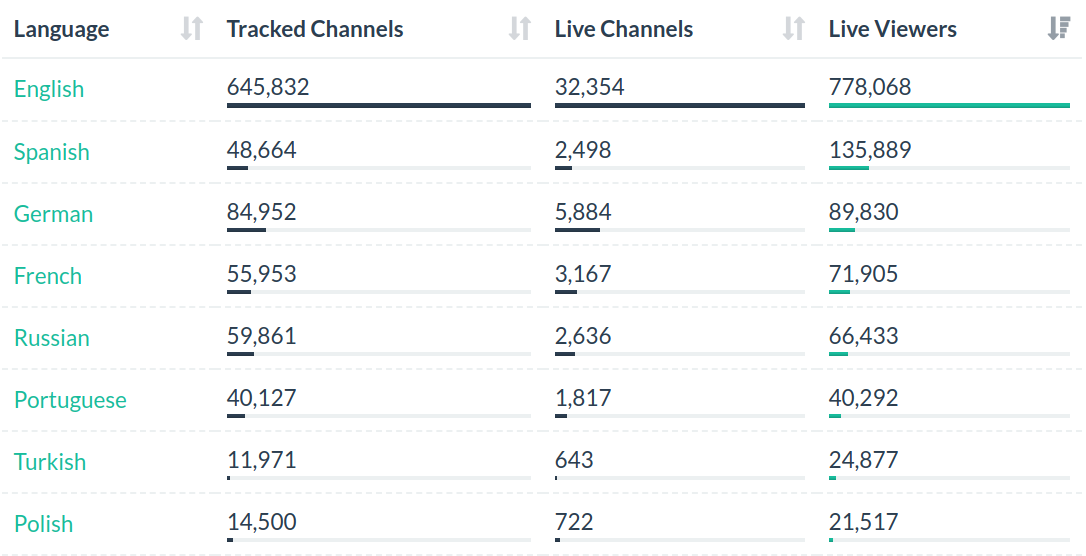 Language Tracked Channels Live Channels Live Viewers
English 645,832 32,354 778,068
Spanish 48,664 2,498 135,889
German 84,952 5,884 89,830
French 55,953 3,167 71,905
Russian 59,861 2,636 66,433
Portuguese 40,127 1,817 40,292
Turkish 11,971 643 24,877
Polish 14,500 722 21,517